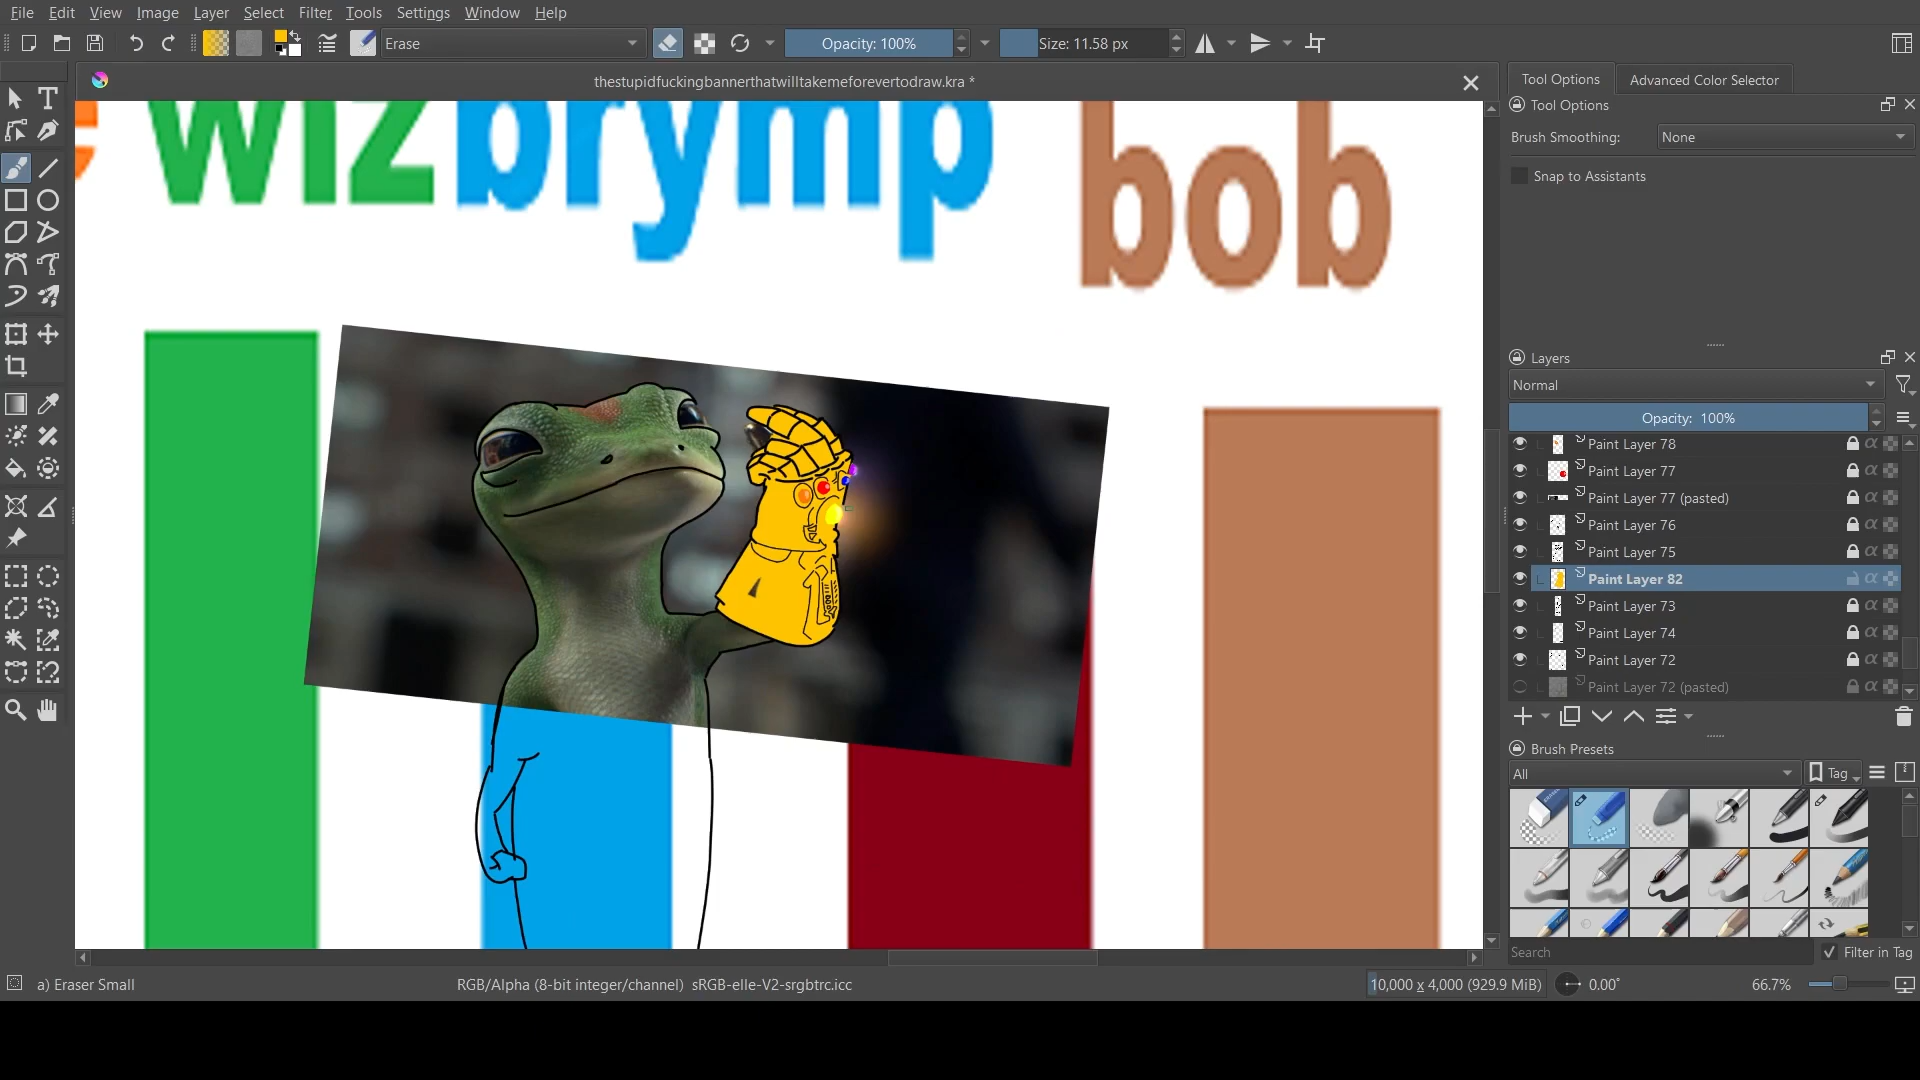 File Edit View Image Layer Select Filter Tools Settings Window Help
Erase Opacity: 100% Size: 11.58 px
thestupidfuckingbannerthatwilltakemeforevertodraw.kra *
Tool Options Advanced Color Selector
Tool Options
Brush Smoothing: None
Snap to Assistants
wiz brymp bob
Layers
Normal
Opacity: 100%
Paint Layer 78
Paint Layer 77
Paint Layer 77 (pasted)
Paint Layer 76
Paint Layer 75
Paint Layer 82
Paint Layer 73
Paint Layer 74
Paint Layer 72
Paint Layer 72 (pasted)
Brush Presets
All Tag
Search Filter in Tag
a) Eraser Small RGB/Alpha (8-bit integer/channel) sRGB-elle-V2-srgbtrc.icc 10,000 x 4,000 (929.9 MiB) 0.00° 66.7%